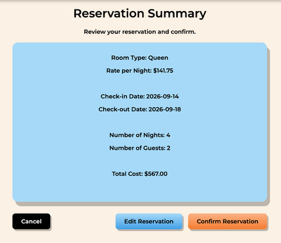 Reservation Summary
Review your reservation and confirm.
Room Type: Queen
Rate per Night: $141.75
Check-in Date: 2026-09-14
Check-out Date: 2026-09-18
Number of Nights: 4
Number of Guests: 2
Total Cost: $567.00
Cancel
Edit Reservation
Confirm Reservation